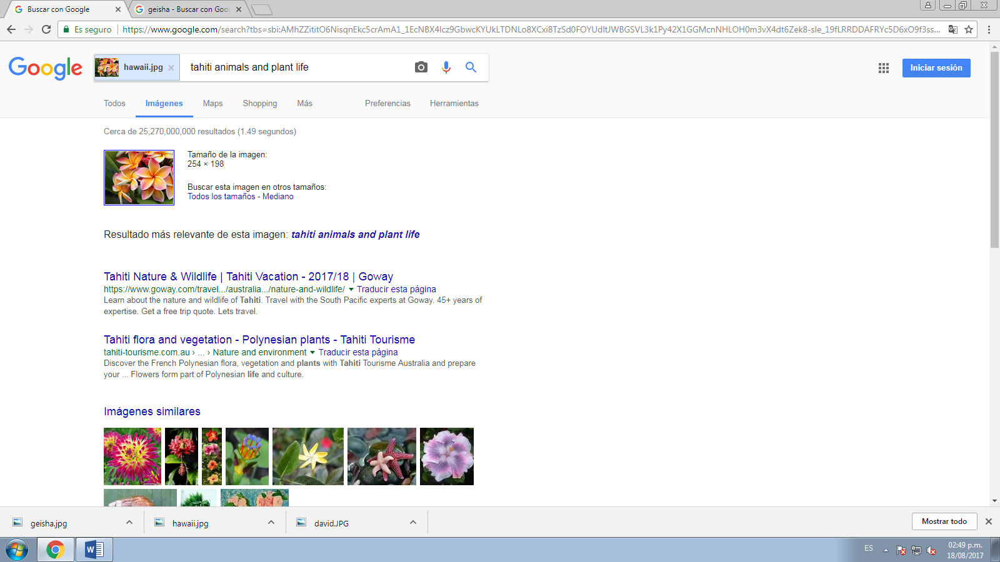 Buscar con Google
geisha - Buscar con Goo
Es seguro
https://www.google.com/search?tbs=sbi:AMhZZititO6NisqnEkc5crAmA1_1EcNBX4lcz9GbwcKYUkLTDNLo8XCxi8TzSd0FOYUdltJWBGSVL3k1Py42X1GGMcnNHLOH0m3vX4dt6Zek8-sle_19fLRRDDAFRYc5D6xO9f3ss...
Google
hawaii.jpg
tahiti animals and plant life
Iniciar sesión
Todos Imágenes Maps Shopping Más Preferencias Herramientas
Cerca de 25,270,000,000 resultados (1.49 segundos)
Tamaño de la imagen:
254 × 198
Buscar esta imagen en otros tamaños:
Todos los tamaños - Mediano
Resultado más relevante de esta imagen: tahiti animals and plant life
Tahiti Nature & Wildlife | Tahiti Vacation - 2017/18 | Goway
https://www.goway.com/travel.../australia.../nature-and-wildlife/ Traducir esta página
Learn about the nature and wildlife of Tahiti. Travel with the South Pacific experts at Goway. 45+ years of
expertise. Get a free trip quote. Lets travel.
Tahiti flora and vegetation - Polynesian plants - Tahiti Tourisme
tahiti-tourisme.com.au › ... › Nature and environment Traducir esta página
Discover the French Polynesian flora, vegetation and plants with Tahiti Tourisme Australia and prepare
your ... Flowers form part of Polynesian life and culture.
Imágenes similares
geisha.jpg
hawaii.jpg
david.JPG
Mostrar todo
W
ES
02:49 p.m.
18/08/2017